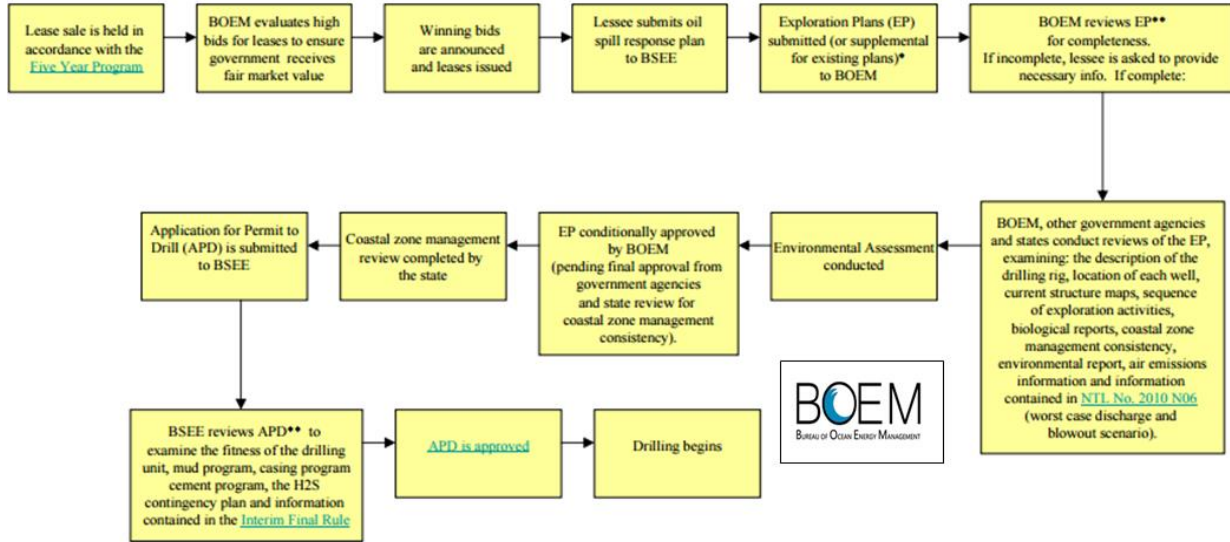 Lease sale is held in
accordance with the
Five Year Program
BOEM evaluates high
bids for leases to ensure
government receives
fair market value
Winning bids
are announced
and leases issued
Lessee submits oil
spill response plan
to BSEE
Exploration Plans (EP)
submitted (or supplemental
for existing plans)*
to BOEM
BOEM reviews EP**
for completeness.
If incomplete, lessee is asked to provide
necessary info. If complete:
BOEM, other government agencies
and states conduct reviews of the EP,
examining: the description of the
drilling rig, location of each well,
current structure maps, sequence
of exploration activities,
biological reports, coastal zone
management consistency,
environmental report, air emissions
information and information
contained in NTL No. 2010 N06
(worst case discharge and
blowout scenario).
Environmental Assessment
conducted
EP conditionally approved
by BOEM
(pending final approval from
government agencies
and state review for
coastal zone management
consistency).
Coastal zone management
review completed by
the state
Application for Permit to
Drill (APD) is submitted
to BSEE
BSEE reviews APD** to
examine the fitness of the drilling
unit, mud program, casing program
cement program, the H2S
contingency plan and information
contained in the Interim Final Rule
APD is approved
Drilling begins
BOEM
BUREAU OF OCEAN ENERGY MANAGEMENT